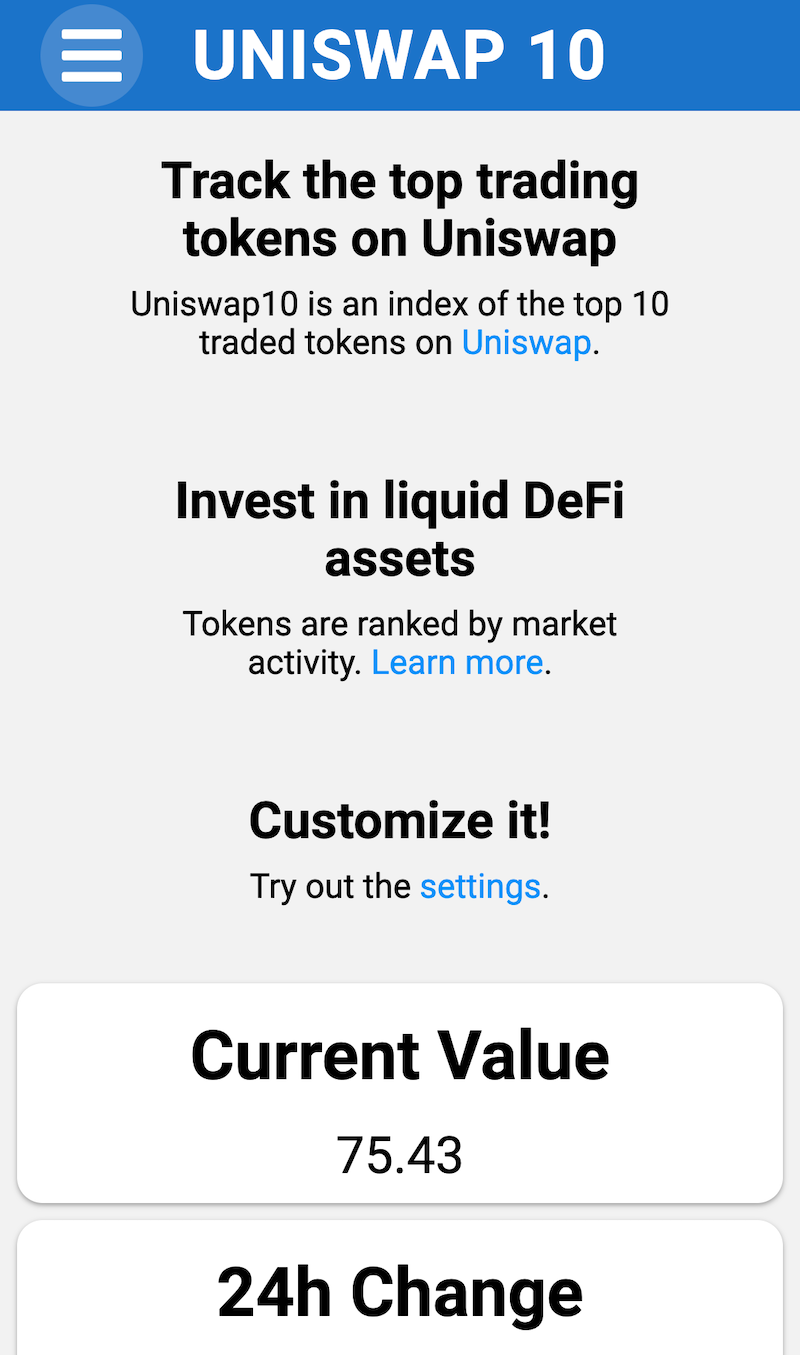 UNISWAP 10
Track the top trading
tokens on Uniswap
Uniswap10 is an index of the top 10
traded tokens on Uniswap.
Invest in liquid DeFi
assets
Tokens are ranked by market
activity. Learn more.
Customize it!
Try out the settings.
Current Value
75.43
24h Change